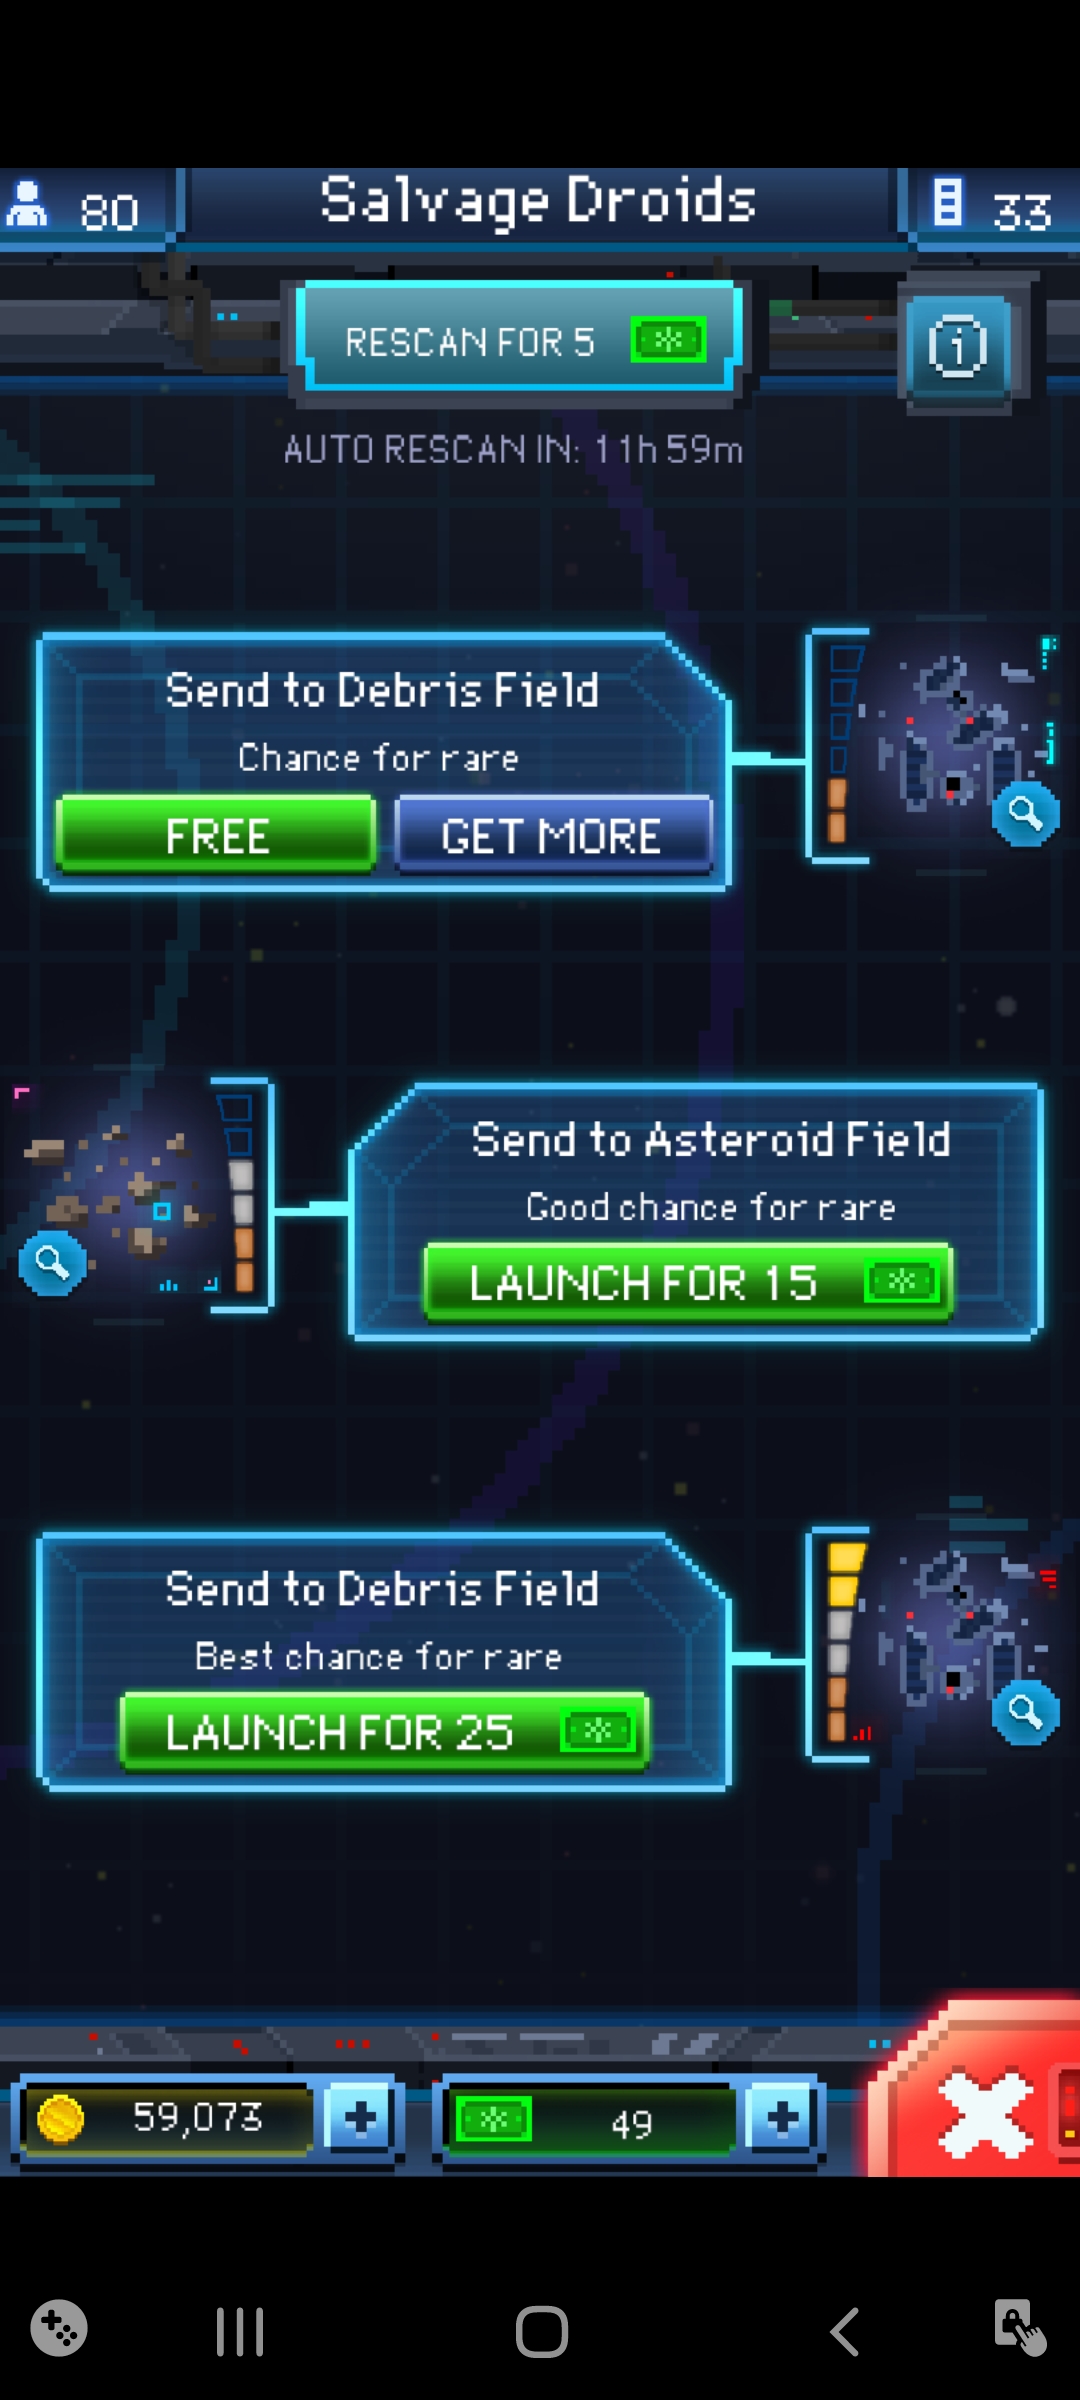 80
Salvage Droids
33
RESCAN FOR 5
AUTO RESCAN IN: 11h 59m
Send to Debris Field
Chance for rare
FREE
GET MORE
Send to Asteroid Field
Good chance for rare
LAUNCH FOR 15
Send to Debris Field
Best chance for rare
LAUNCH FOR 25
59,073
49